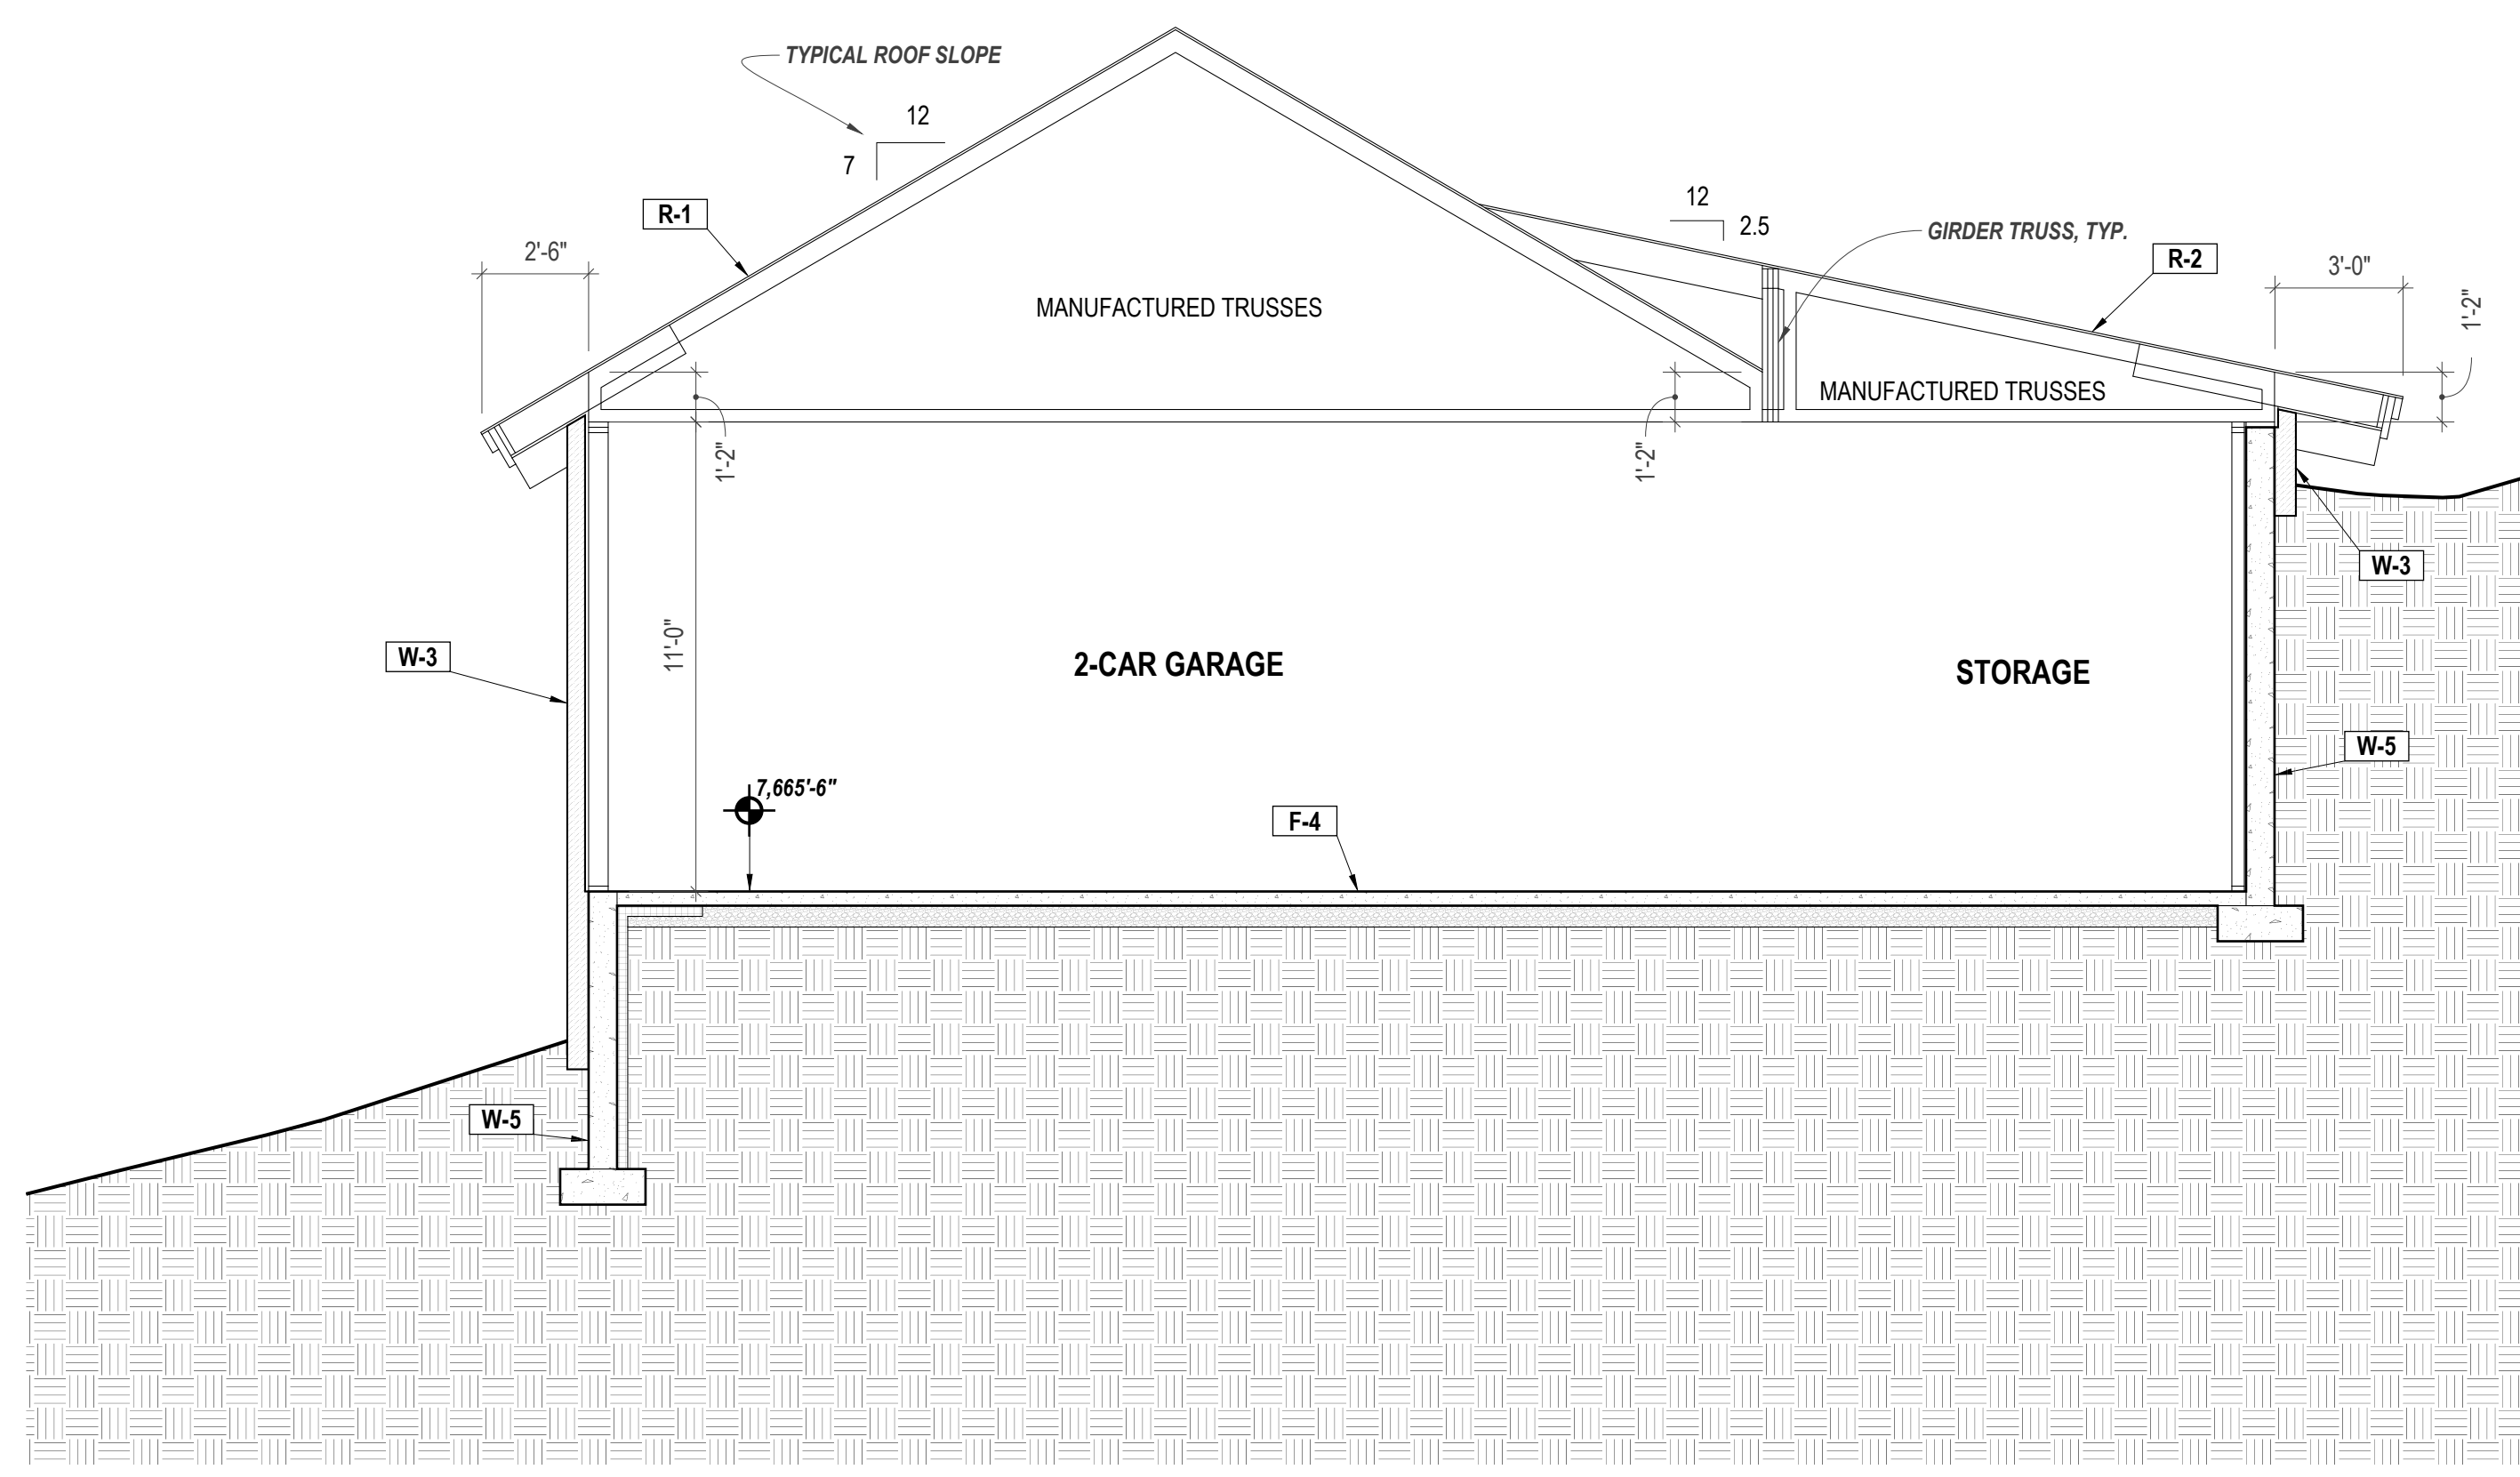 TYPICAL ROOF SLOPE
12
7
R-1
12
2.5
GIRDER TRUSS, TYP.
R-2
2'-6"
3'-0"
1'-2"
MANUFACTURED TRUSSES
MANUFACTURED TRUSSES
1'-2"
1'-2"
W-3
11'-0"
W-3
2-CAR GARAGE
STORAGE
W-5
7,665'-6"
F-4
W-5